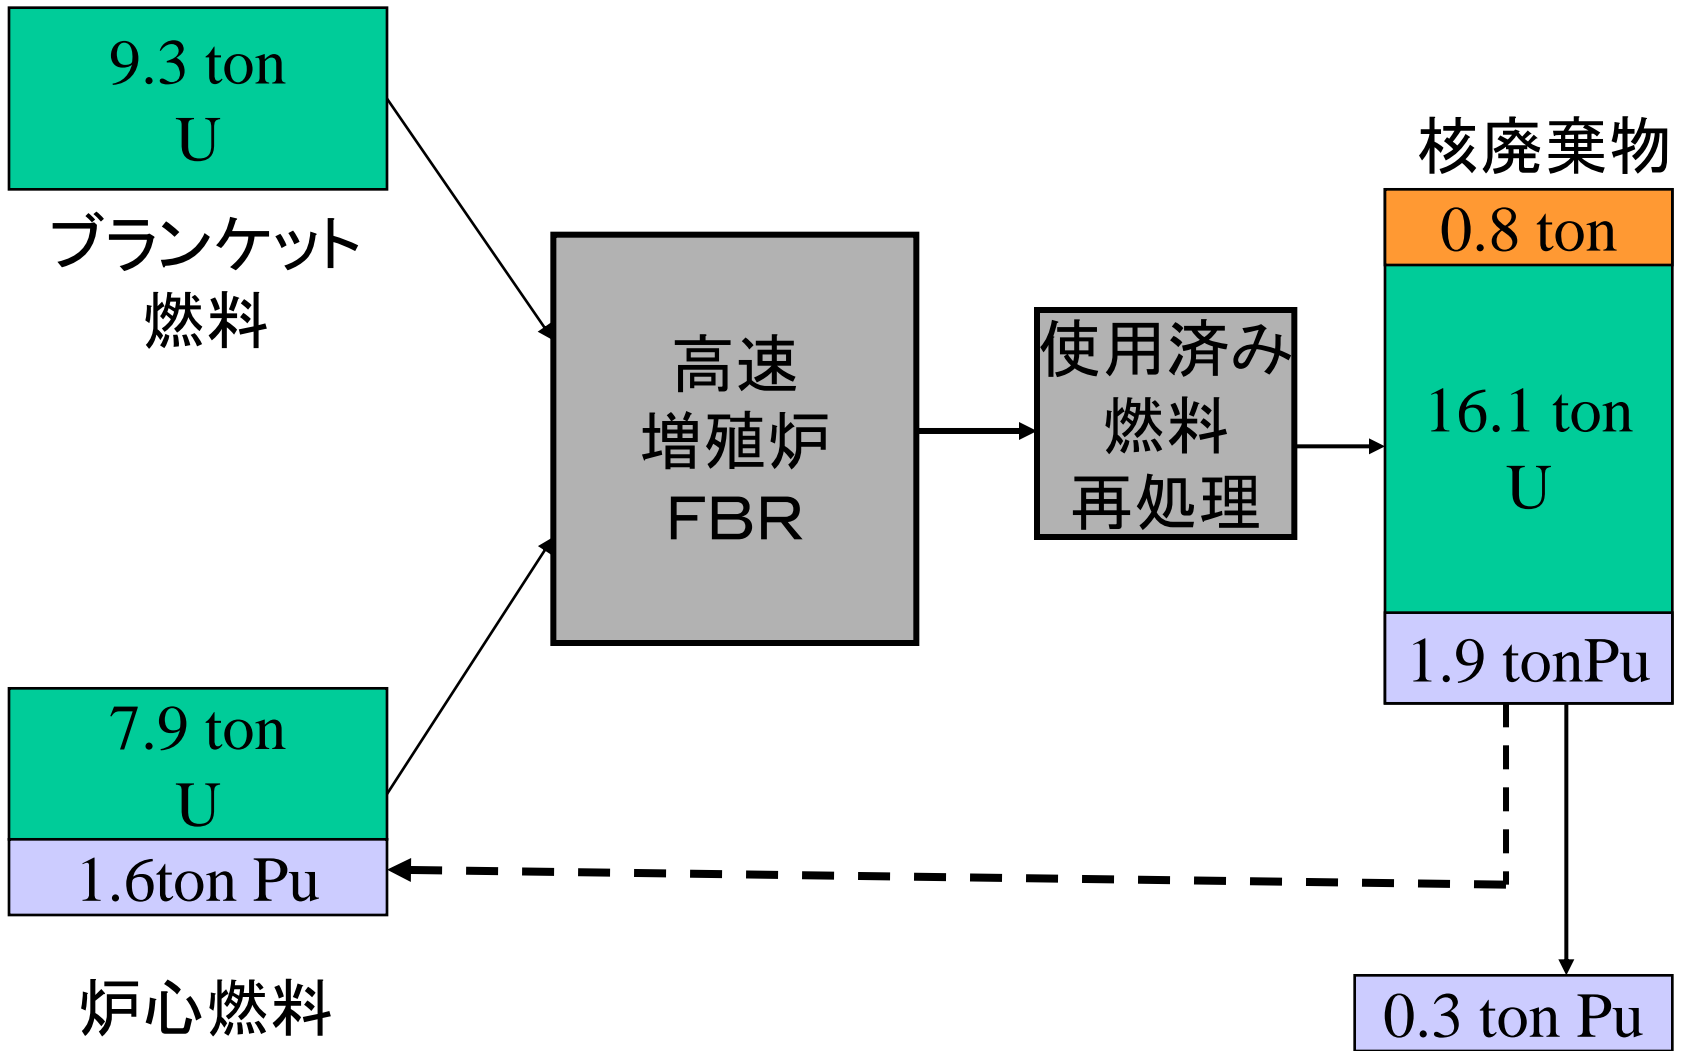 9.3 ton
U
ブランケット
燃料
7.9 ton
U
1.6ton Pu
炉心燃料
高速
増殖炉
FBR
使用済み
燃料
再処理
核廃棄物
0.8 ton
16.1 ton
U
1.9 tonPu
0.3 ton Pu